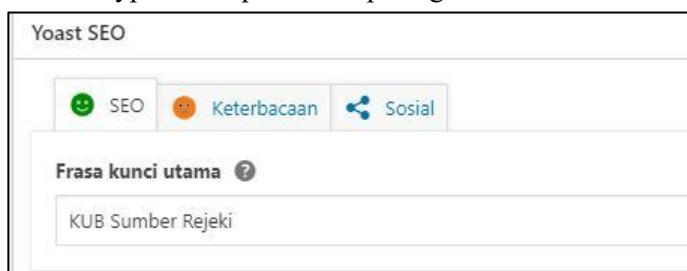 Yoast SEO
SEO Keterbacaan Sosial
Frasa kunci utama ?
KUB Sumber Rejeki